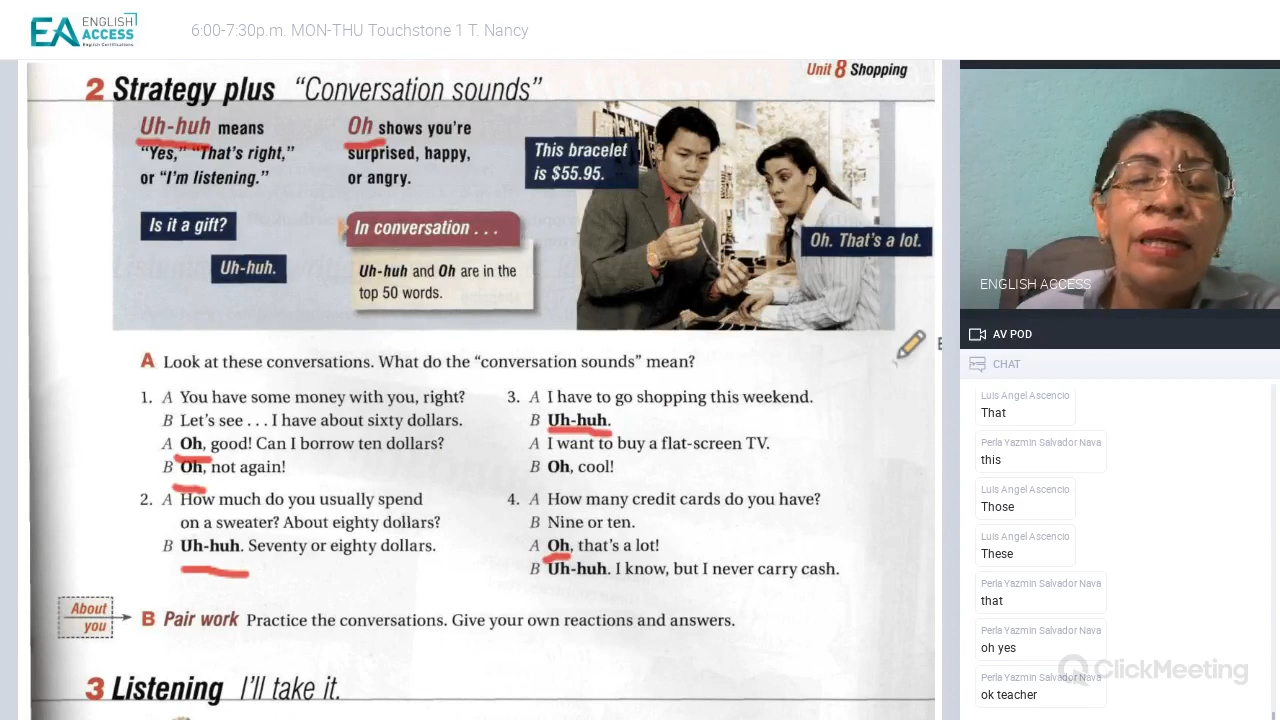 EA ENGLISH ACCESS
English Certifications
6:00-7:30p.m. MON-THU Touchstone 1 T. Nancy
Unit 8 Shopping
2 Strategy plus "Conversation sounds"
Uh-huh means
"Yes," "That's right,"
or "I'm listening."
Oh shows you're
surprised, happy,
or angry.
This bracelet
is $55.95.
Is it a gift?
Uh-huh.
In conversation . . .
Uh-huh and Oh are in the
top 50 words.
Oh. That's a lot.
A Look at these conversations. What do the "conversation sounds" mean?
1. A You have some money with you, right?
B Let's see . . . I have about sixty dollars.
A Oh, good! Can I borrow ten dollars?
B Oh, not again!
2. A How much do you usually spend
on a sweater? About eighty dollars?
B Uh-huh. Seventy or eighty dollars.
3. A I have to go shopping this weekend.
B Uh-huh.
A I want to buy a flat-screen TV.
B Oh, cool!
4. A How many credit cards do you have?
B Nine or ten.
A Oh, that's a lot!
B Uh-huh. I know, but I never carry cash.
About
you
B Pair work Practice the conversations. Give your own reactions and answers.
3 Listening I'll take it.
ENGLISH ACCESS
AV POD
CHAT
Luis Angel Ascencio
That
Perla Yazmin Salvador Nava
this
Luis Angel Ascencio
Those
Luis Angel Ascencio
These
Perla Yazmin Salvador Nava
that
Perla Yazmin Salvador Nava
oh yes
Perla Yazmin Salvador Nava
ok teacher
ClickMeeting